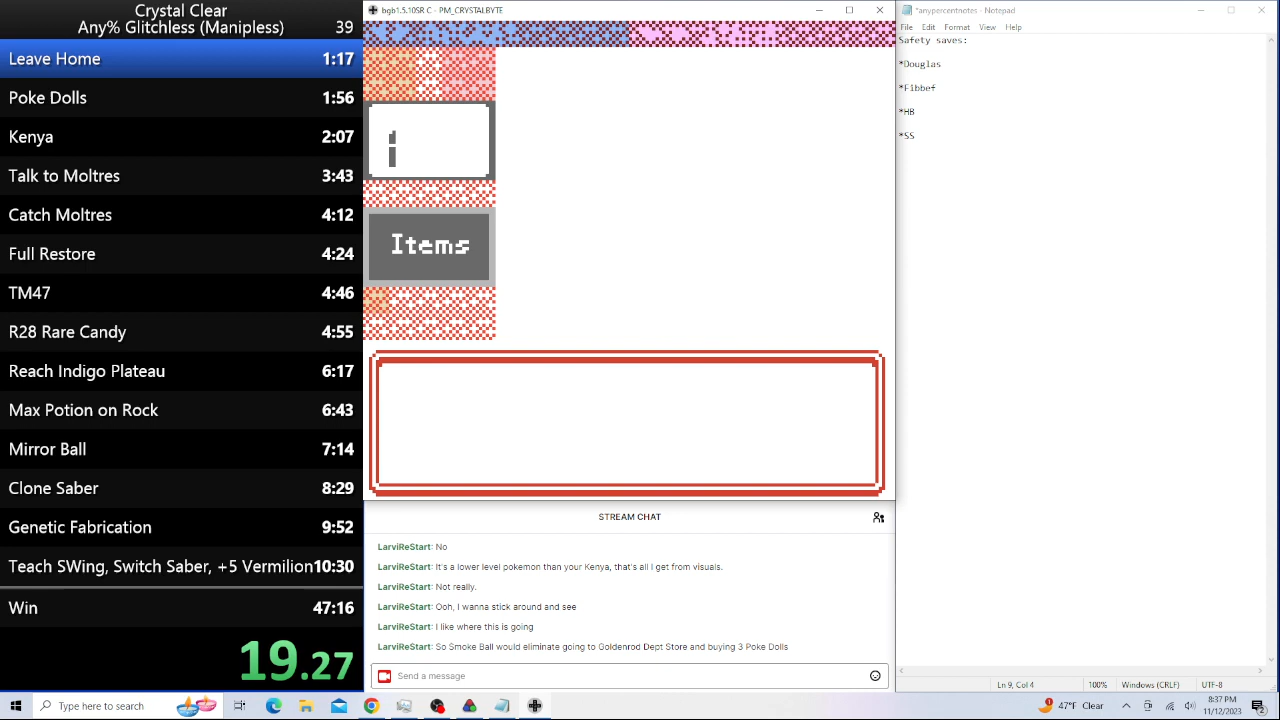 Crystal Clear
Any% Glitchless (Manipless) 39
Leave Home 1:17
Poke Dolls 1:56
Kenya 2:07
Talk to Moltres 3:43
Catch Moltres 4:12
Full Restore 4:24
TM47 4:46
R28 Rare Candy 4:55
Reach Indigo Plateau 6:17
Max Potion on Rock 6:43
Mirror Ball 7:14
Clone Saber 8:29
Genetic Fabrication 9:52
Teach SWing, Switch Saber, +5 Vermilion 10:30
Win 47:16
19.27
bgb1.5.10SR C - PM_CRYSTALBYTE
Items
STREAM CHAT
LarviReStart: No
LarviReStart: It's a lower level pokemon than your Kenya, that's all I get from visuals.
LarviReStart: Not really.
LarviReStart: Ooh, I wanna stick around and see
LarviReStart: I like where this is going
LarviReStart: So Smoke Ball would eliminate going to Goldenrod Dept Store and buying 3 Poke Dolls
Send a message
*anypercentnotes - Notepad
File Edit Format View Help
Safety saves:
*Douglas
*Fibbef
*HB
*SS
Ln 9, Col 4 100% Windows (CRLF) UTF-8
Type here to search
47°F Clear
8:37 PM
11/12/2023
2